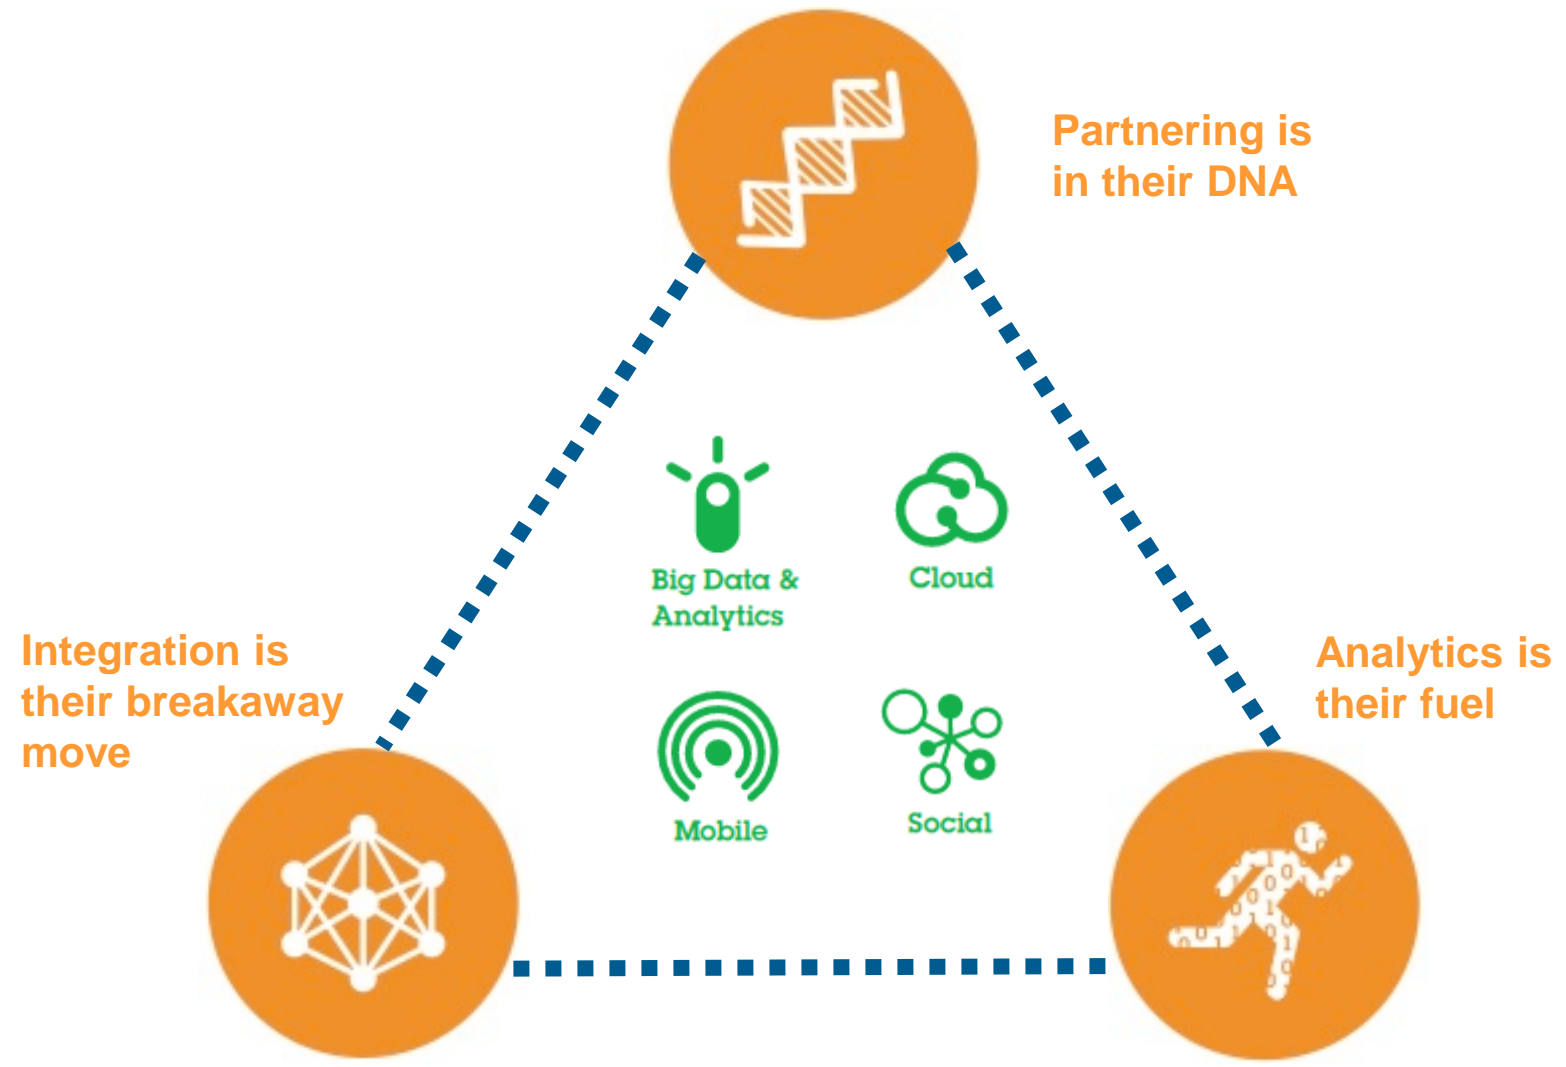 Partnering is
in their DNA
Big Data &
Analytics
Cloud
Integration is
their breakaway
move
Analytics is
their fuel
Mobile
Social